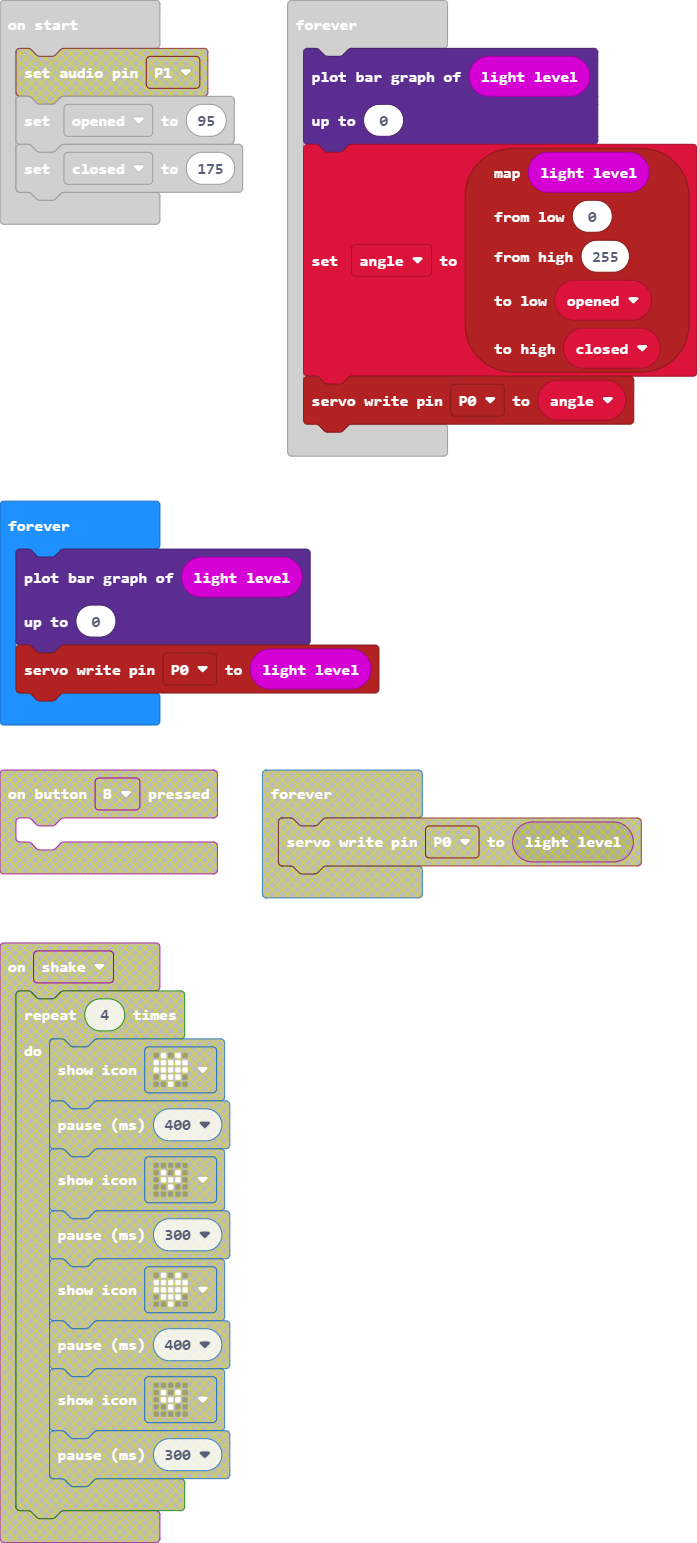 on start
set audio pin P1
set opened to 95
set closed to 175
forever
plot bar graph of light level
up to 0
set angle to
map light level
from low 0
from high 255
to low opened
to high closed
servo write pin P0 to angle
forever
plot bar graph of light level
up to 0
servo write pin P0 to light level
on button B pressed
forever
servo write pin P0 to light level
on shake
repeat 4 times
do
show icon
pause (ms) 400
show icon
pause (ms) 300
show icon
pause (ms) 400
show icon
pause (ms) 300